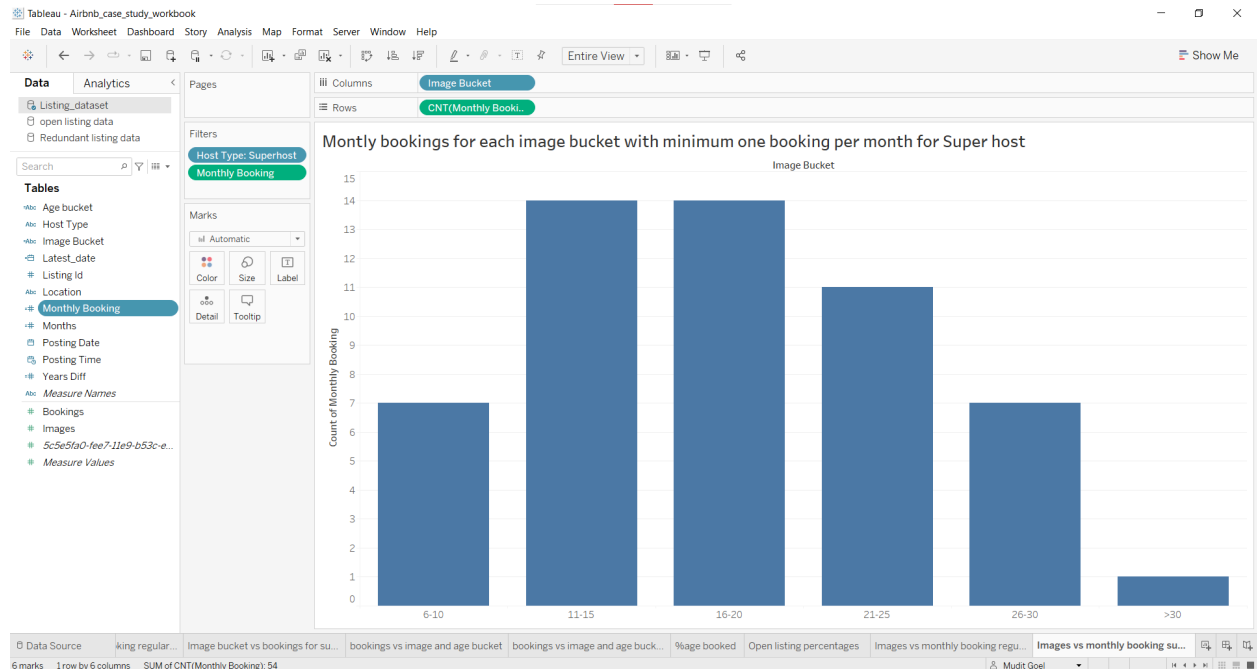 Tableau - Airbnb_case_study_workbook
File Data Worksheet Dashboard Story Analysis Map Format Server Window Help
Entire View
Show Me
Data Analytics
Listing_dataset
open listing data
Redundant listing data
Search
Tables
Abc Age bucket
Abc Host Type
Abc Image Bucket
Latest_date
# Listing Id
Abc Location
# Monthly Booking
# Months
Posting Date
Posting Time
# Years Diff
Abc Measure Names
# Bookings
# Images
# 5c5e5fa0-fee7-11e9-b53c-e...
# Measure Values
Pages
Filters
Host Type: Superhost
Monthly Booking
Marks
Automatic
Color Size Label
Detail Tooltip
Columns Image Bucket
Rows CNT(Monthly Booki..
Montly bookings for each image bucket with minimum one booking per month for Super host
Image Bucket
Count of Monthly Booking
15
14
13
12
11
10
9
8
7
6
5
4
3
2
1
0
6-10 11-15 16-20 21-25 26-30 >30
Data Source king regular... Image bucket vs bookings for su... bookings vs image and age bucket bookings vs image and age buck... %age booked Open listing percentages Images vs monthly booking regu... Images vs monthly booking su...
6 marks 1 row by 6 columns SUM of CNT(Monthly Booking): 54 Mudit Goel